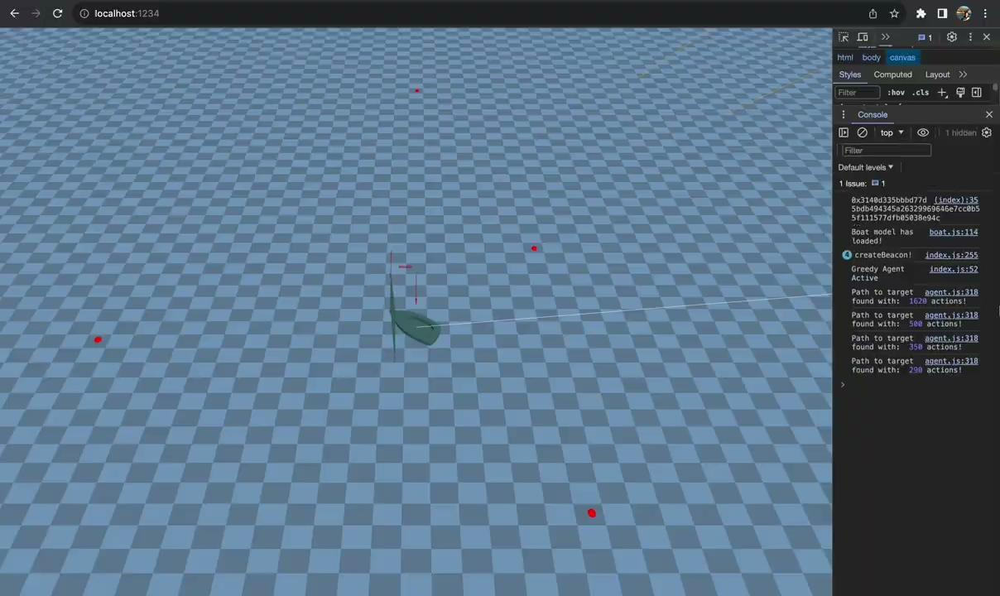 localhost:1234
1
html body canvas
Styles Computed Layout
Filter :hov .cls
Console
top 1 hidden
Filter
Default levels
1 Issue: 1
0x3140d335bbbd77d (index):35
5bdb494345a26329969646e7cc0b5
5f111577dfb05038e94c
Boat model has boat.js:114
loaded!
4 createBeacon! index.js:255
Greedy Agent index.js:52
Active
Path to target agent.js:318
found with: 1620 actions!
Path to target agent.js:318
found with: 500 actions!
Path to target agent.js:318
found with: 350 actions!
Path to target agent.js:318
found with: 290 actions!